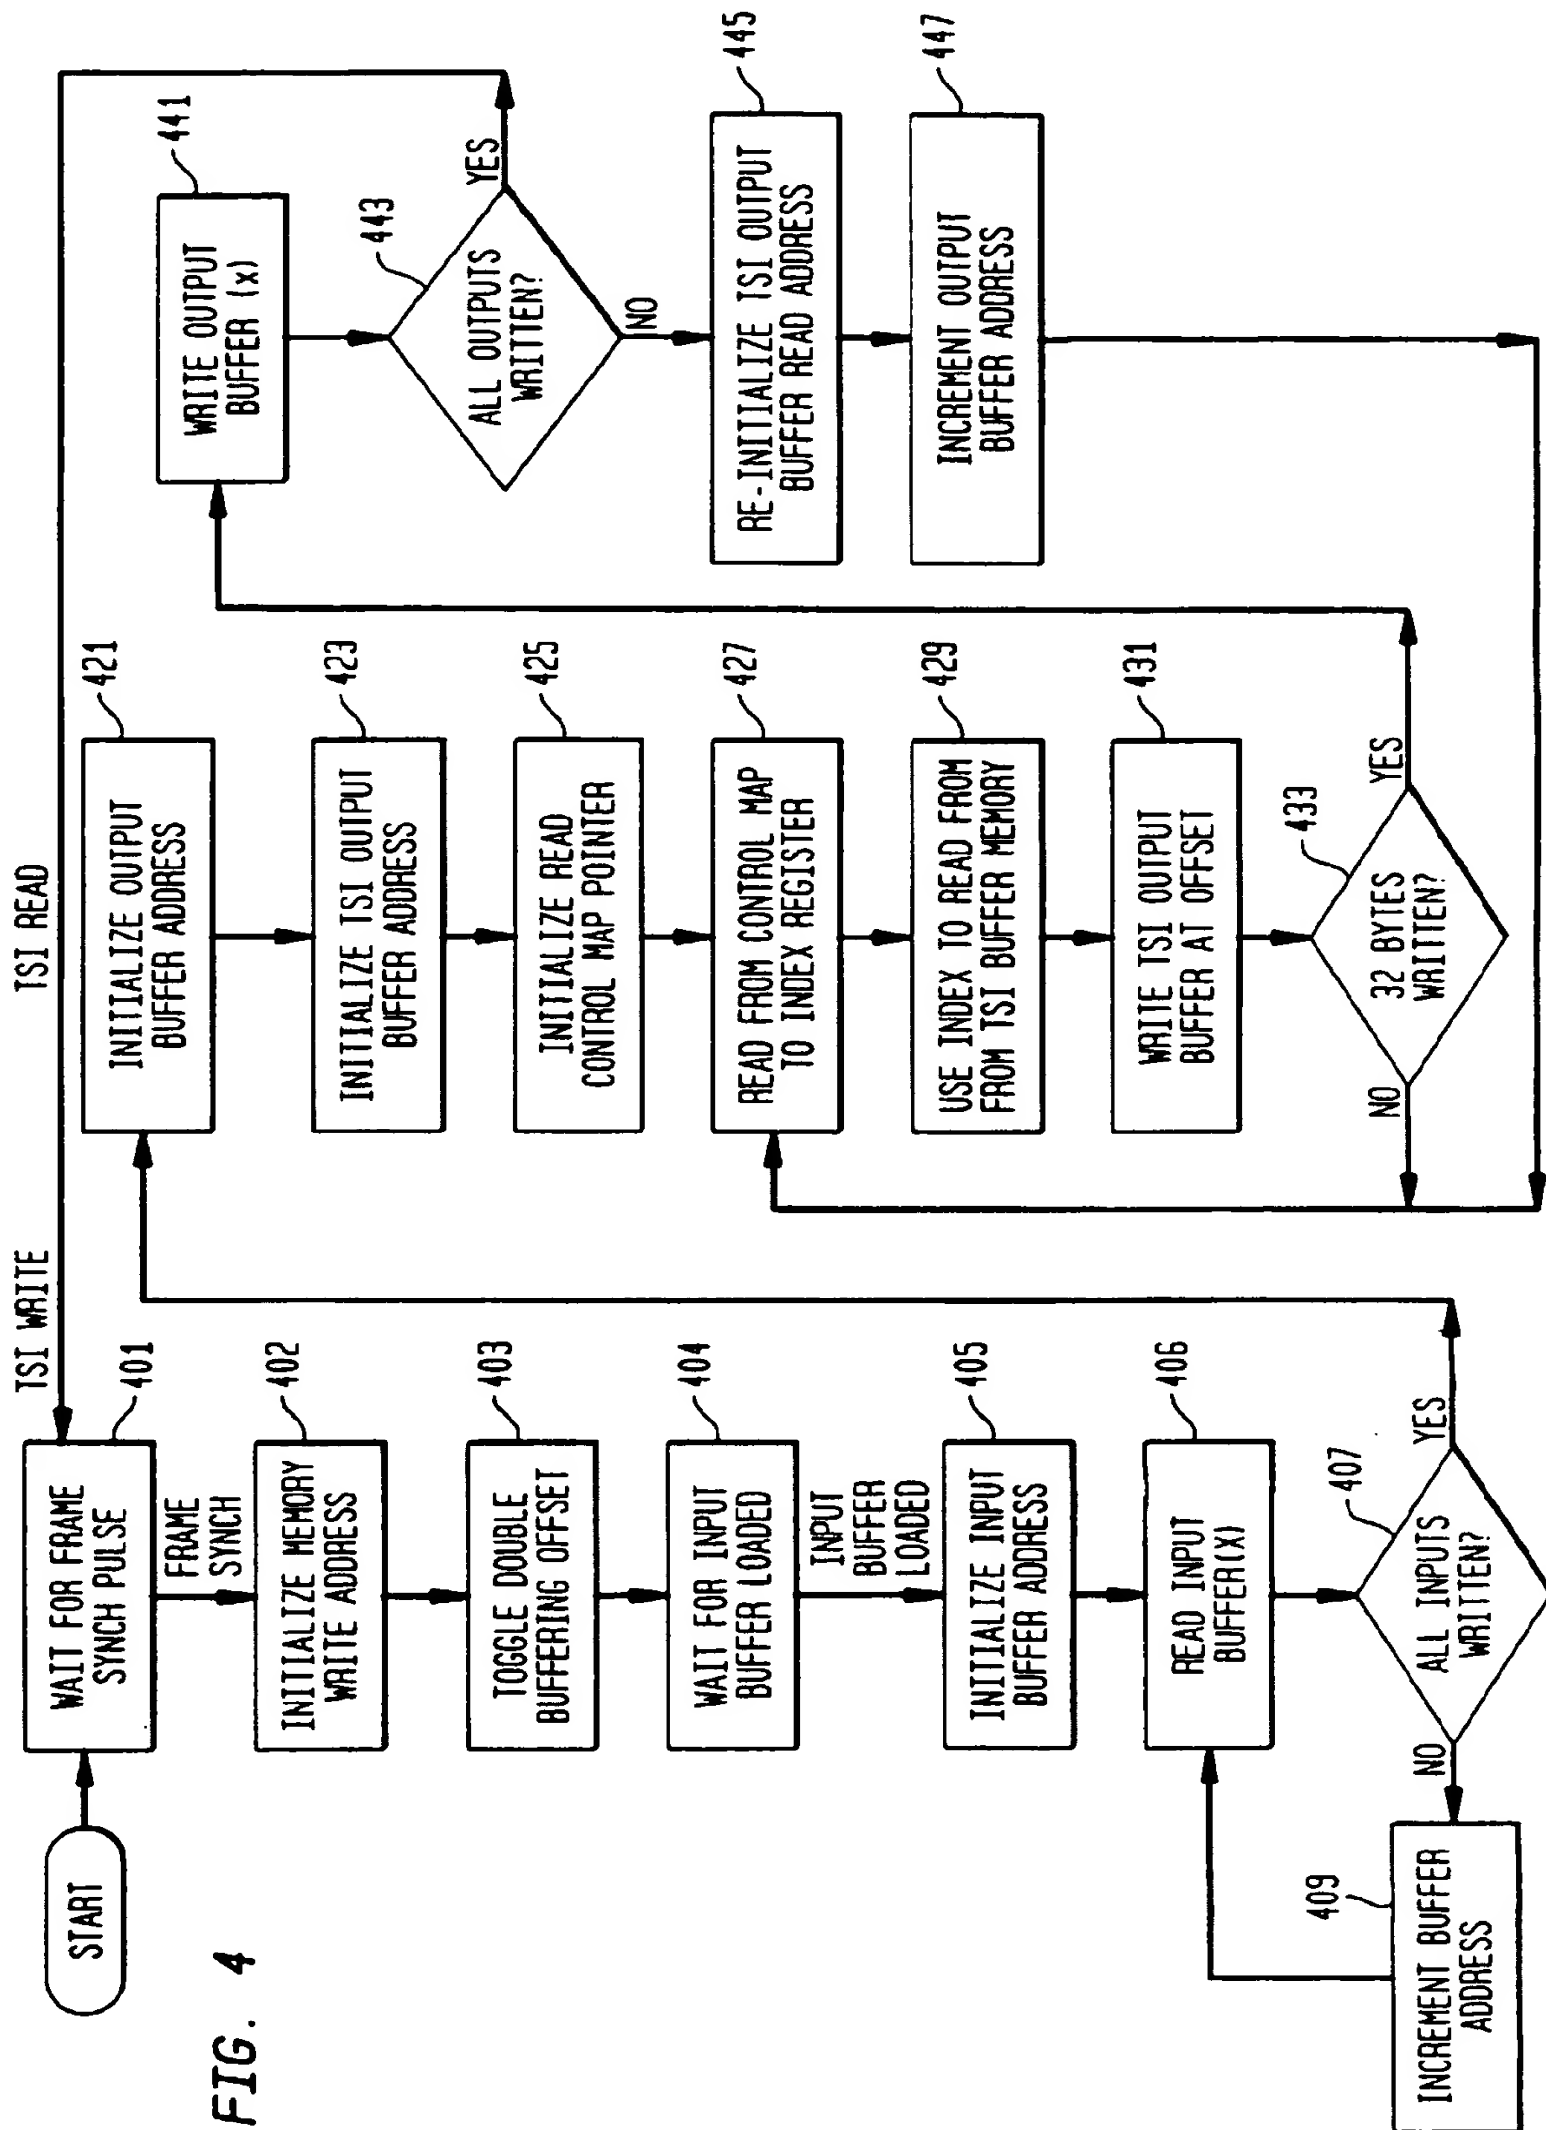 FIG. 4
START
TSI WRITE
WAIT FOR FRAME
SYNCH PULSE
401
FRAME
SYNCH
INITIALIZE MEMORY
WRITE ADDRESS
402
TOGGLE DOUBLE
BUFFERING OFFSET
403
WAIT FOR INPUT
BUFFER LOADED
404
INPUT
BUFFER
LOADED
INITIALIZE INPUT
BUFFER ADDRESS
405
READ INPUT
BUFFER(X)
406
ALL INPUTS
WRITTEN?
407
YES
NO
INCREMENT BUFFER
ADDRESS
409
TSI READ
INITIALIZE OUTPUT
BUFFER ADDRESS
421
INITIALIZE TSI OUTPUT
BUFFER ADDRESS
423
INITIALIZE READ
CONTROL MAP POINTER
425
READ FROM CONTROL MAP
TO INDEX REGISTER
427
USE INDEX TO READ FROM
FROM TSI BUFFER MEMORY
429
WRITE TSI OUTPUT
BUFFER AT OFFSET
431
32 BYTES
WRITTEN?
433
YES
NO
WRITE OUTPUT
BUFFER (x)
441
ALL OUTPUTS
WRITTEN?
443
YES
NO
RE-INITIALIZE TSI OUTPUT
BUFFER READ ADDRESS
445
INCREMENT OUTPUT
BUFFER ADDRESS
447